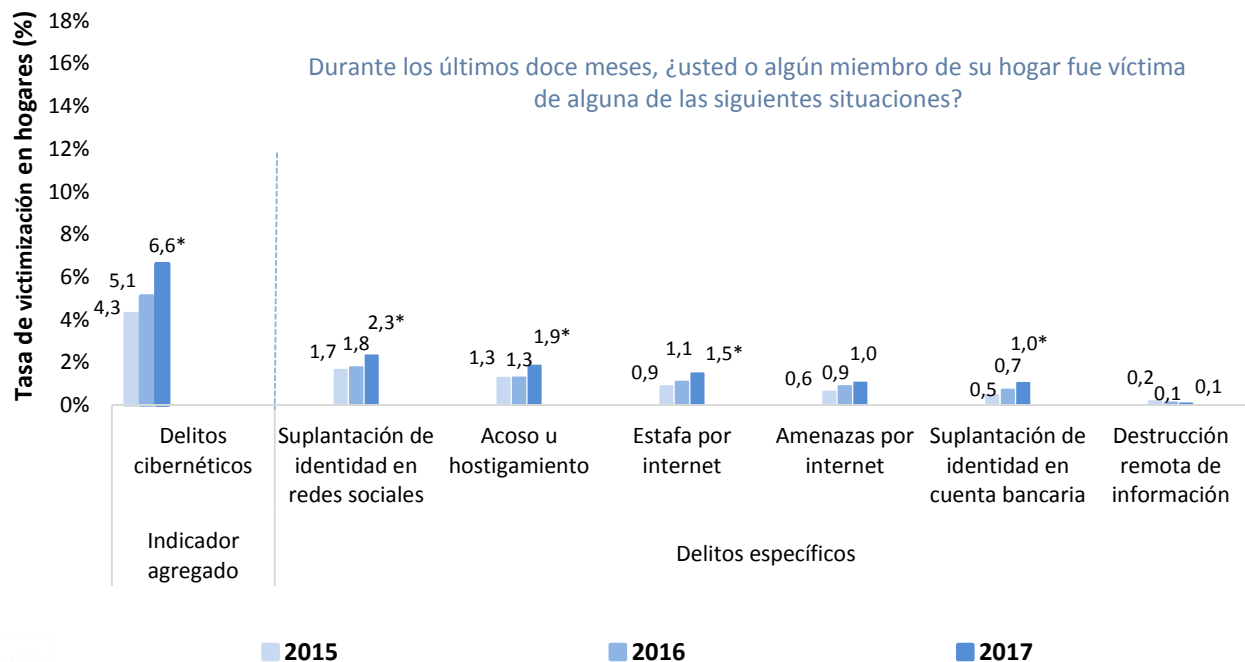 Tasa de victimización en hogares (%)
18%
16%
14%
12%
10%
8%
6%
4%
2%
0%
Durante los últimos doce meses, ¿usted o algún miembro de su hogar fue víctima
de alguna de las siguientes situaciones?
4,3
5,1
6,6*
1,7
1,8
2,3*
1,3
1,3
1,9*
0,9
1,1
1,5*
0,6
0,9
1,0
0,5
0,7
1,0*
0,2
0,1
0,1
Delitos
cibernéticos
Suplantación de
identidad en
redes sociales
Acoso u
hostigamiento
Estafa por
internet
Amenazas por
internet
Suplantación de
identidad en
cuenta bancaria
Destrucción
remota de
información
Indicador
agregado
Delitos específicos
2015
2016
2017